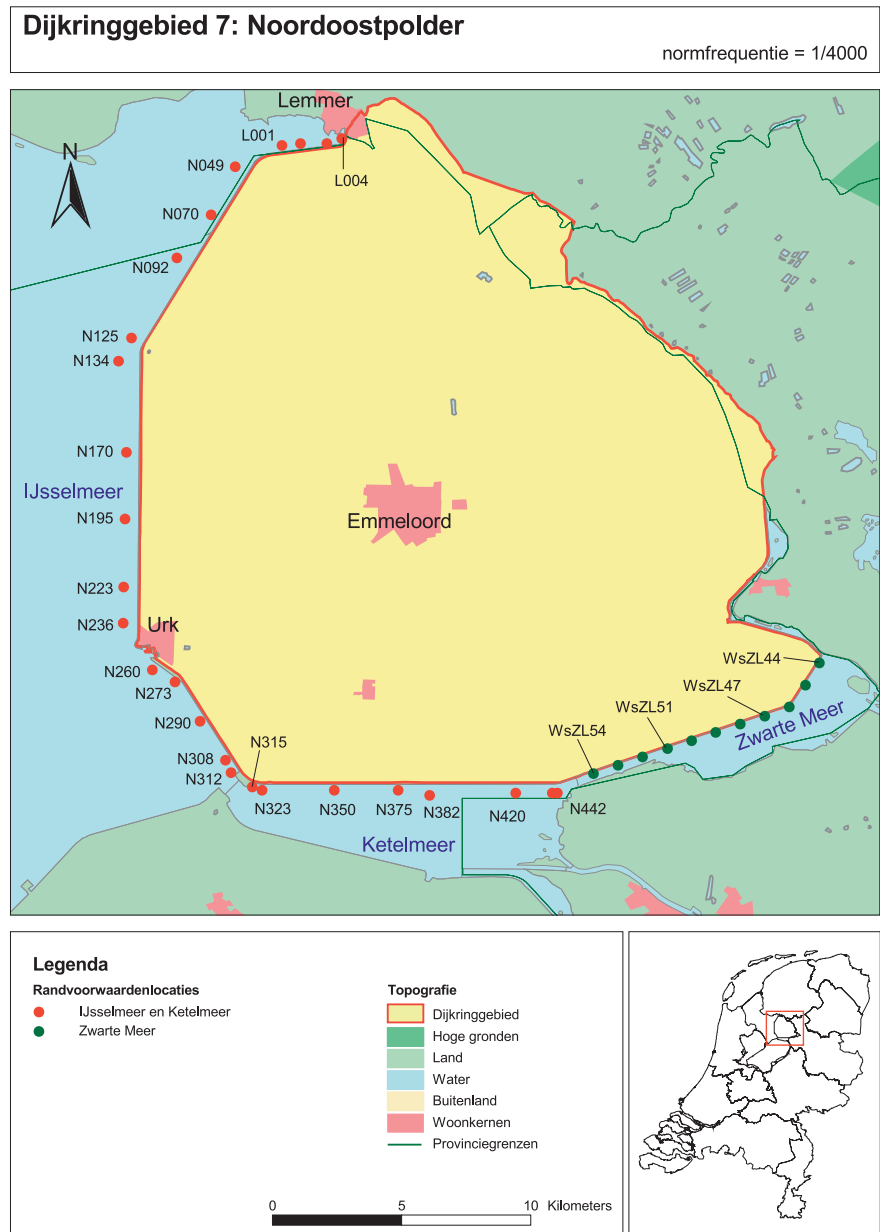 Dijkringgebied 7: Noordoostpolder
normfrequentie = 1/4000
Lemmer
L001
L004
N
N049
N070
N092
N125
N134
N170
IJsselmeer
N195
Emmeloord
N223
N236
Urk
N260
N273
N290
N308
N312
N315
N323
N350
N375
N382
N420
N442
Ketelmeer
WsZL44
WsZL47
WsZL51
WsZL54
Zwarte Meer
Legenda
Randvoorwaardenlocaties
IJsselmeer en Ketelmeer
Zwarte Meer
Topografie
Dijkringgebied
Hoge gronden
Land
Water
Buitenland
Woonkernen
Provinciegrenzen
0 5 10 Kilometers